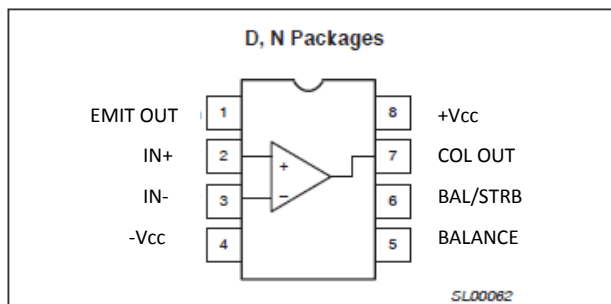 D, N Packages
EMIT OUT 1 8 +Vcc
IN+ 2 + 7 COL OUT
IN- 3 − 6 BAL/STRB
-Vcc 4 5 BALANCE
SL00062